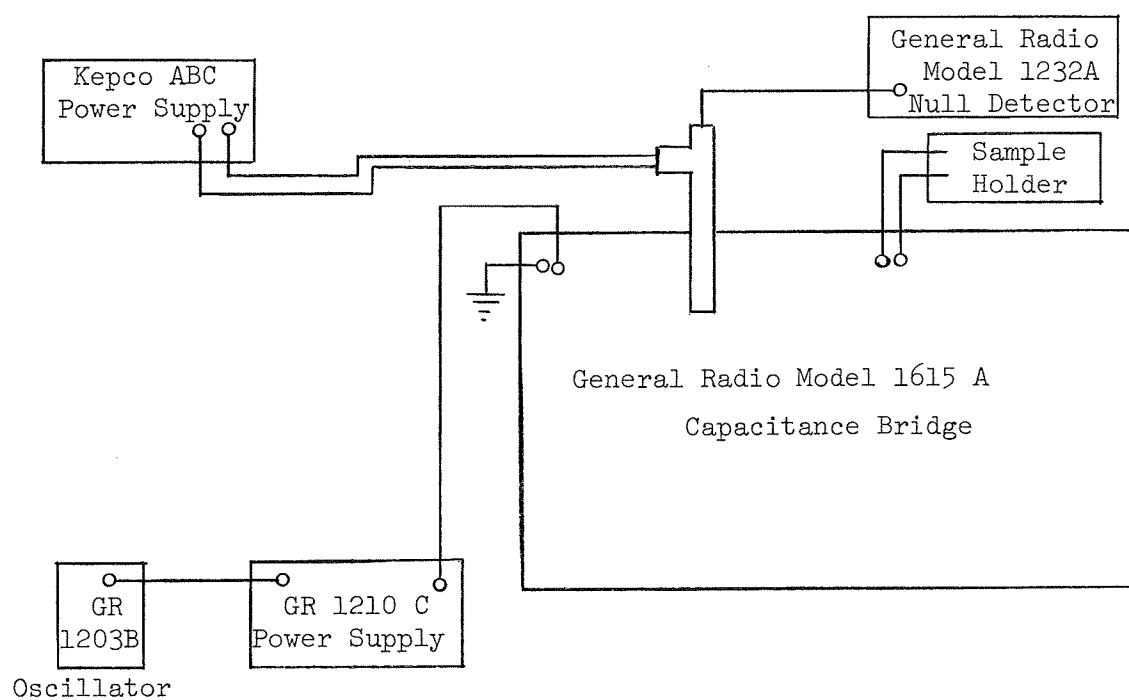 Kepco ABC
Power Supply
General Radio
Model 1232A
Null Detector
Sample
Holder
General Radio Model 1615 A
Capacitance Bridge
GR
1203B
Oscillator
GR 1210 C
Power Supply